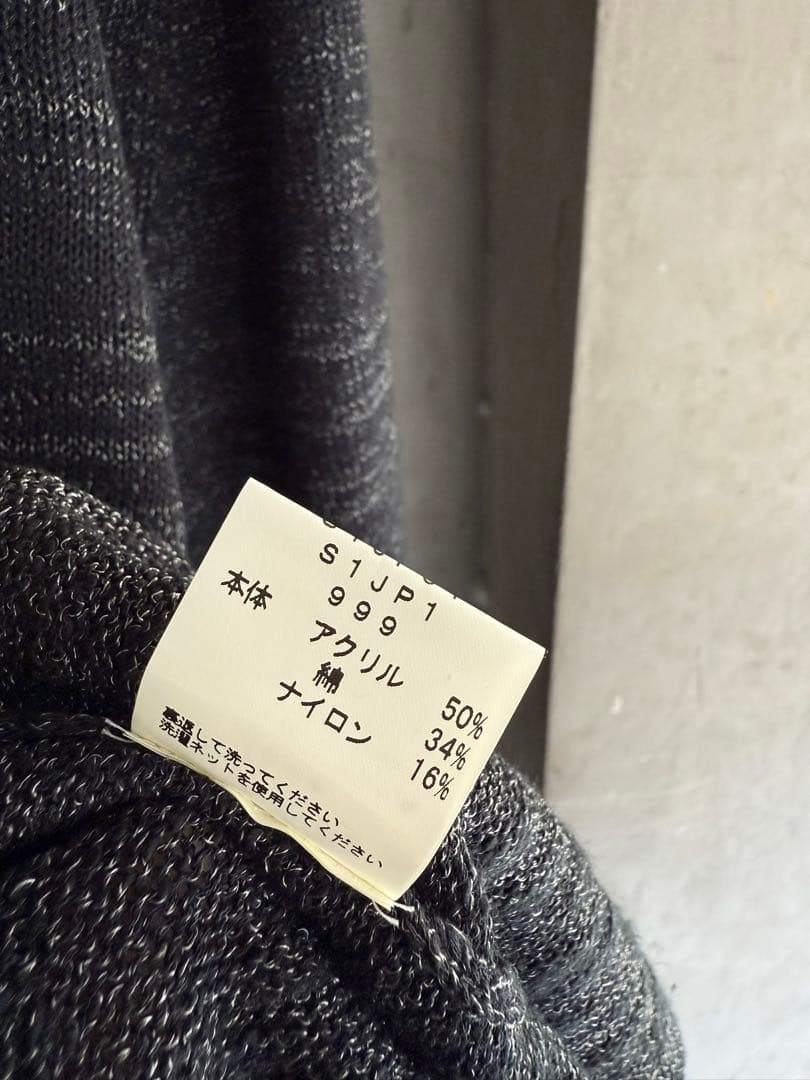 S1JP1
999
本体 アクリル 50%
綿 34%
ナイロン 16%
裏返して洗ってください
洗濯ネットを使用してください